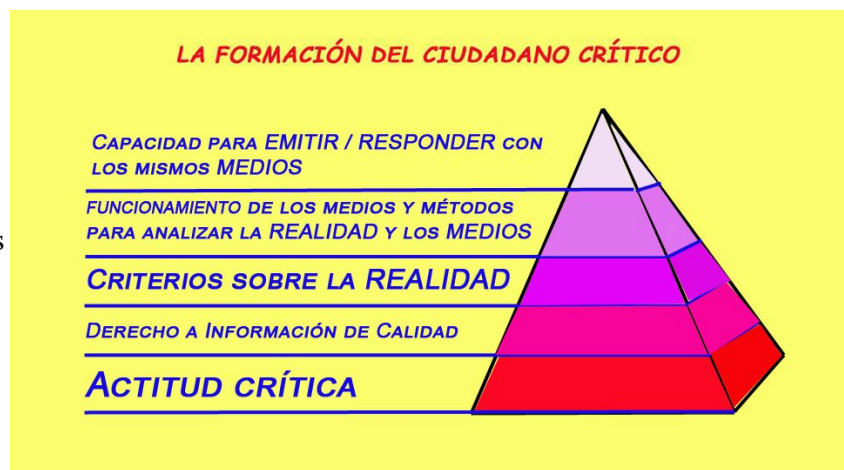 LA FORMACIÓN DEL CIUDADANO CRÍTICO
CAPACIDAD PARA EMITIR / RESPONDER CON
LOS MISMOS MEDIOS
FUNCIONAMIENTO DE LOS MEDIOS Y MÉTODOS
PARA ANALIZAR LA REALIDAD Y LOS MEDIOS
CRITERIOS SOBRE LA REALIDAD
DERECHO A INFORMACIÓN DE CALIDAD
ACTITUD CRÍTICA